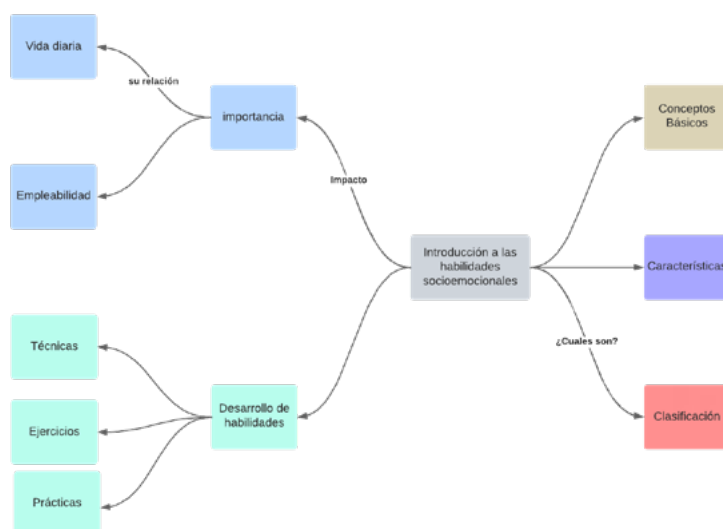 Vida diaria
su relación
importancia
Empleabilidad
Impacto
Conceptos
Básicos
Introducción a las
habilidades
socioemocionales
Características
¿Cuales son?
Clasificación
Técnicas
Ejercicios
Prácticas
Desarrollo de
habilidades